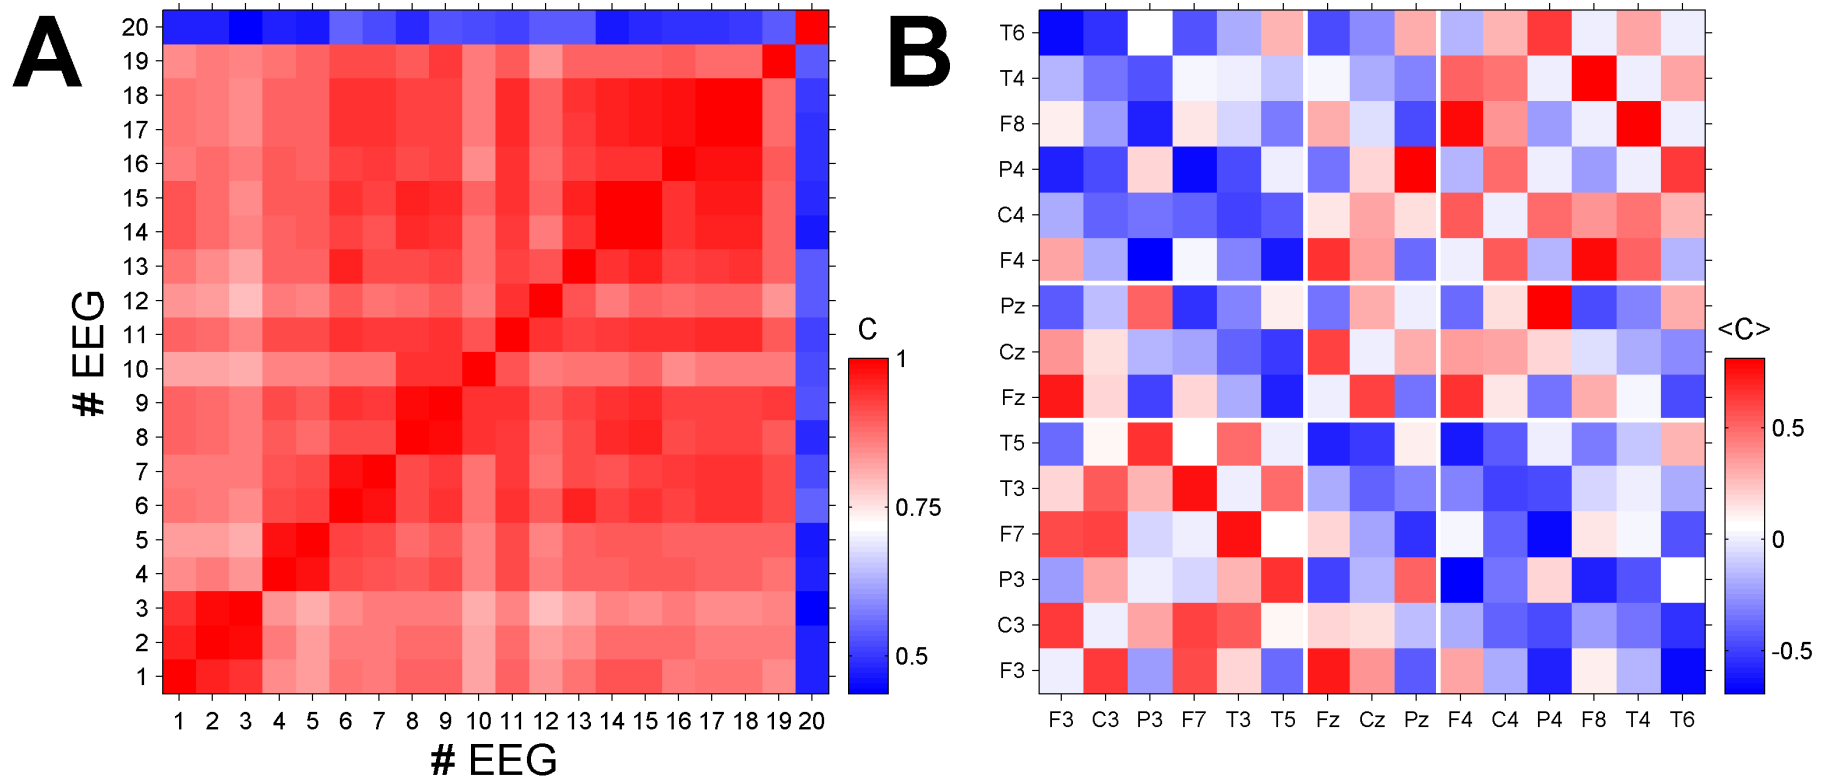 A
20
19
18
17
16
15
14
13
12
11
10
9
8
7
6
5
4
3
2
1
# EEG
1 2 3 4 5 6 7 8 9 10 11 12 13 14 15 16 17 18 19 20
# EEG
C
1
0.75
0.5
B
T6
T4
F8
P4
C4
F4
Pz
Cz
Fz
T5
T3
F7
P3
C3
F3
F3 C3 P3 F7 T3 T5 Fz Cz Pz F4 C4 P4 F8 T4 T6
<C>
0.5
0
-0.5